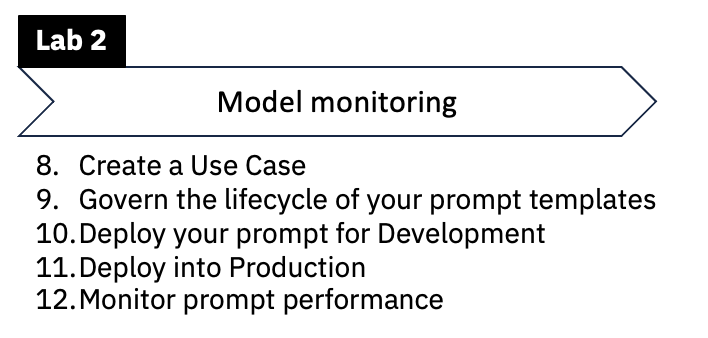 Lab 2
Model monitoring
8. Create a Use Case
9. Govern the lifecycle of your prompt templates
10. Deploy your prompt for Development
11. Deploy into Production
12. Monitor prompt performance